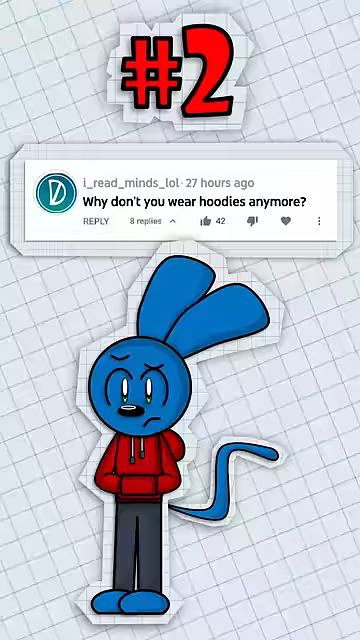 #2
i_read_minds_lol · 27 hours ago
Why don't you wear hoodies anymore?
REPLY 8 replies 42